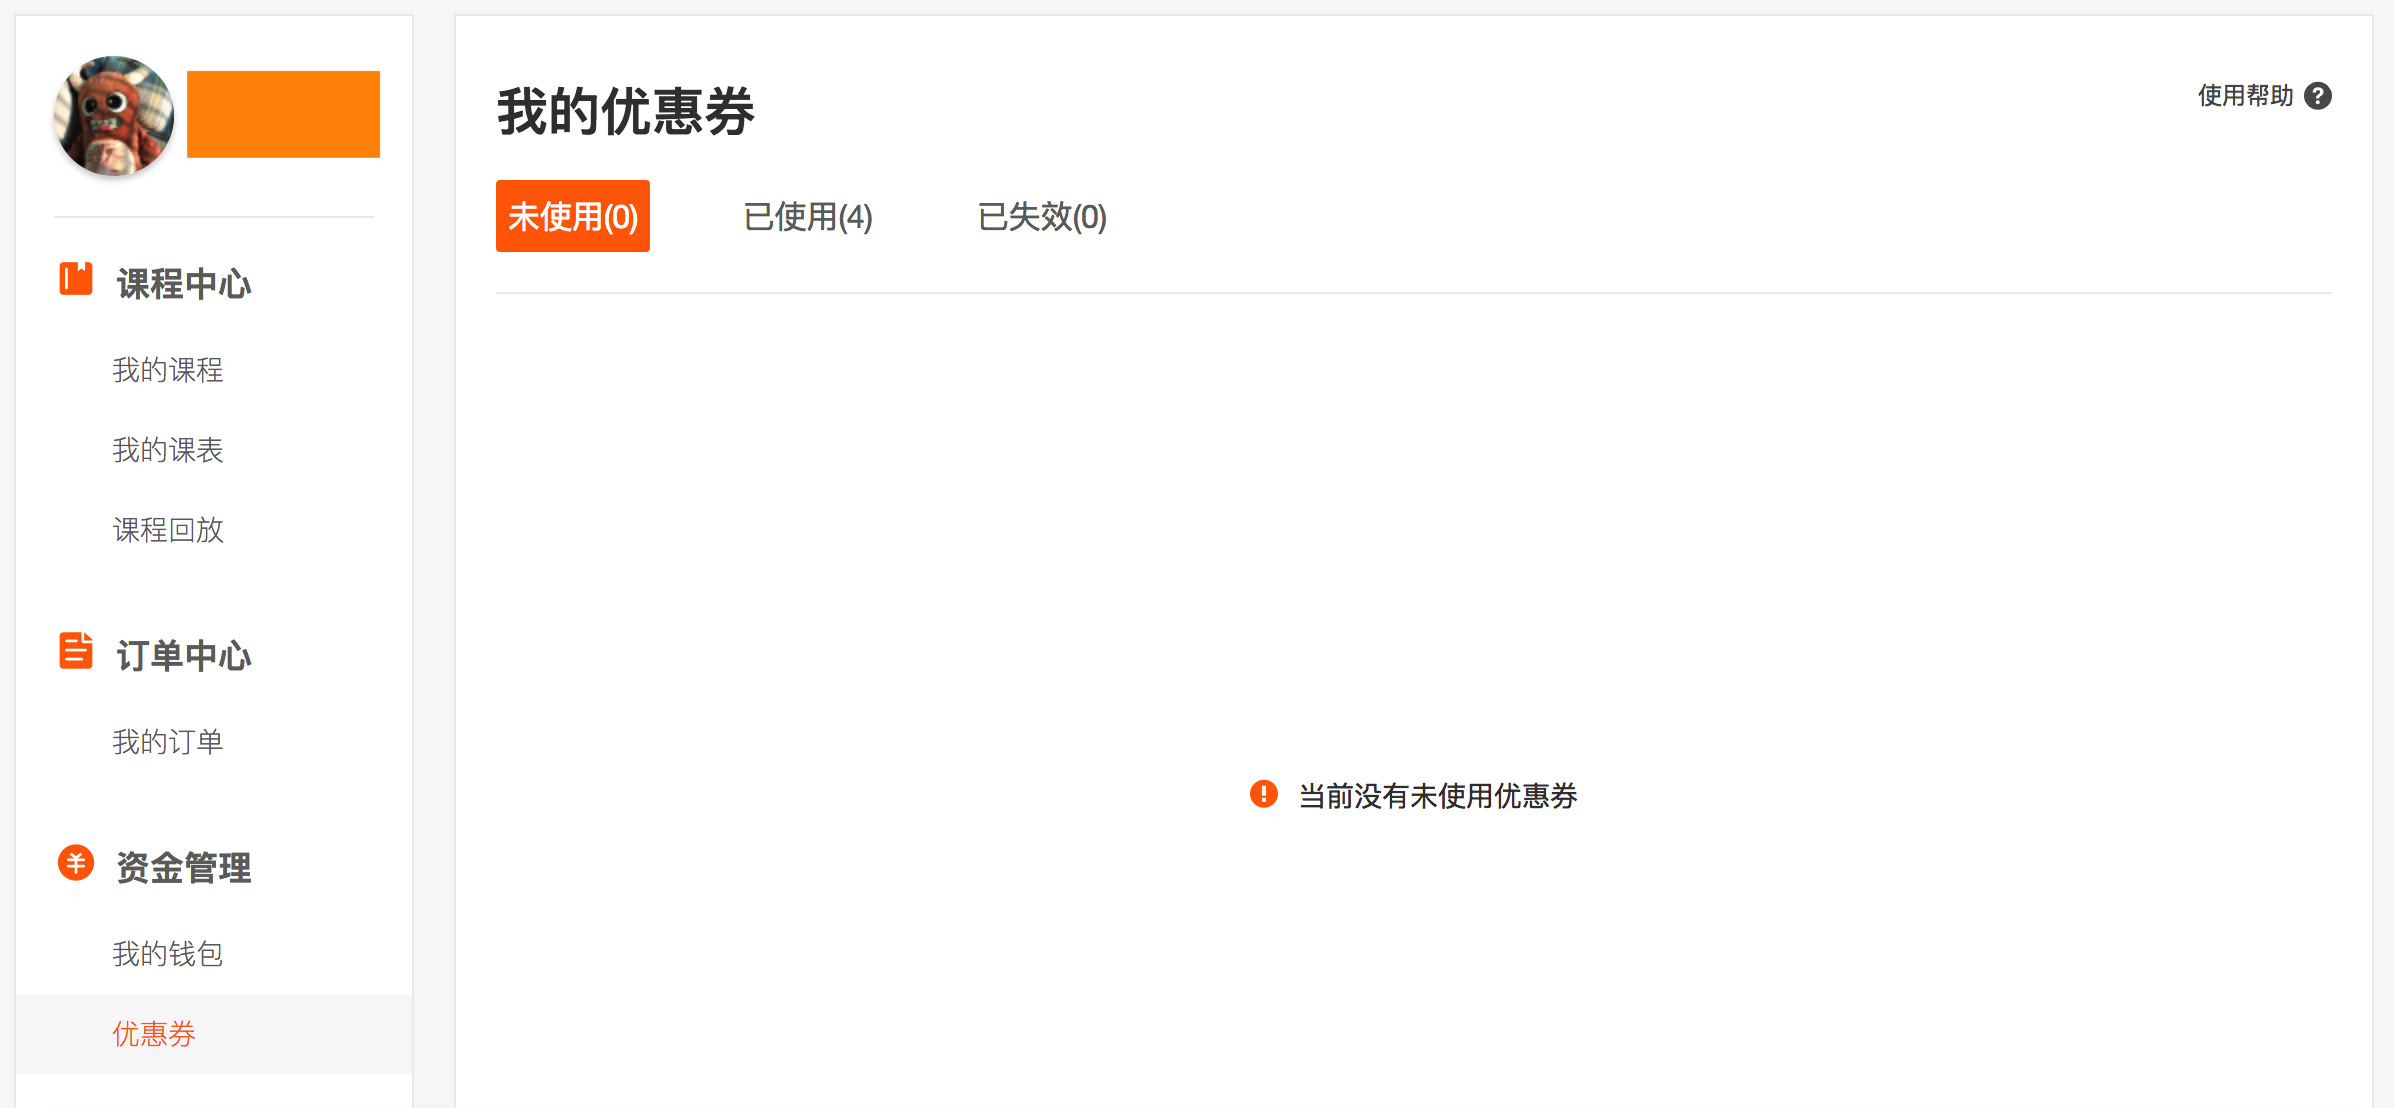 课程中心
我的课程
我的课表
课程回放
订单中心
我的订单
资金管理
我的钱包
优惠券
我的优惠券
使用帮助
未使用(0) 已使用(4) 已失效(0)
当前没有未使用优惠券